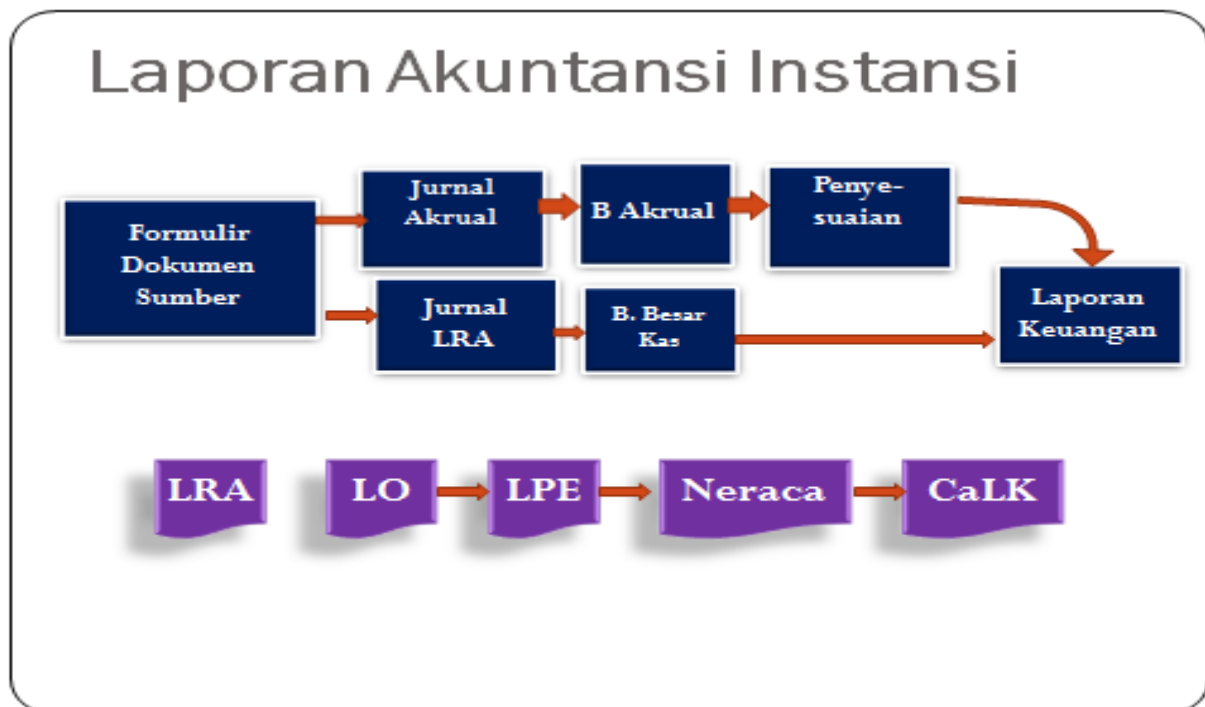 Laporan Akuntansi Instansi
Formulir
Dokumen
Sumber
Jurnal
Akrual
B Akrual
Penye-
suaian
Jurnal
LRA
B. Besar
Kas
Laporan
Keuangan
LRA
LO
LPE
Neraca
CaLK